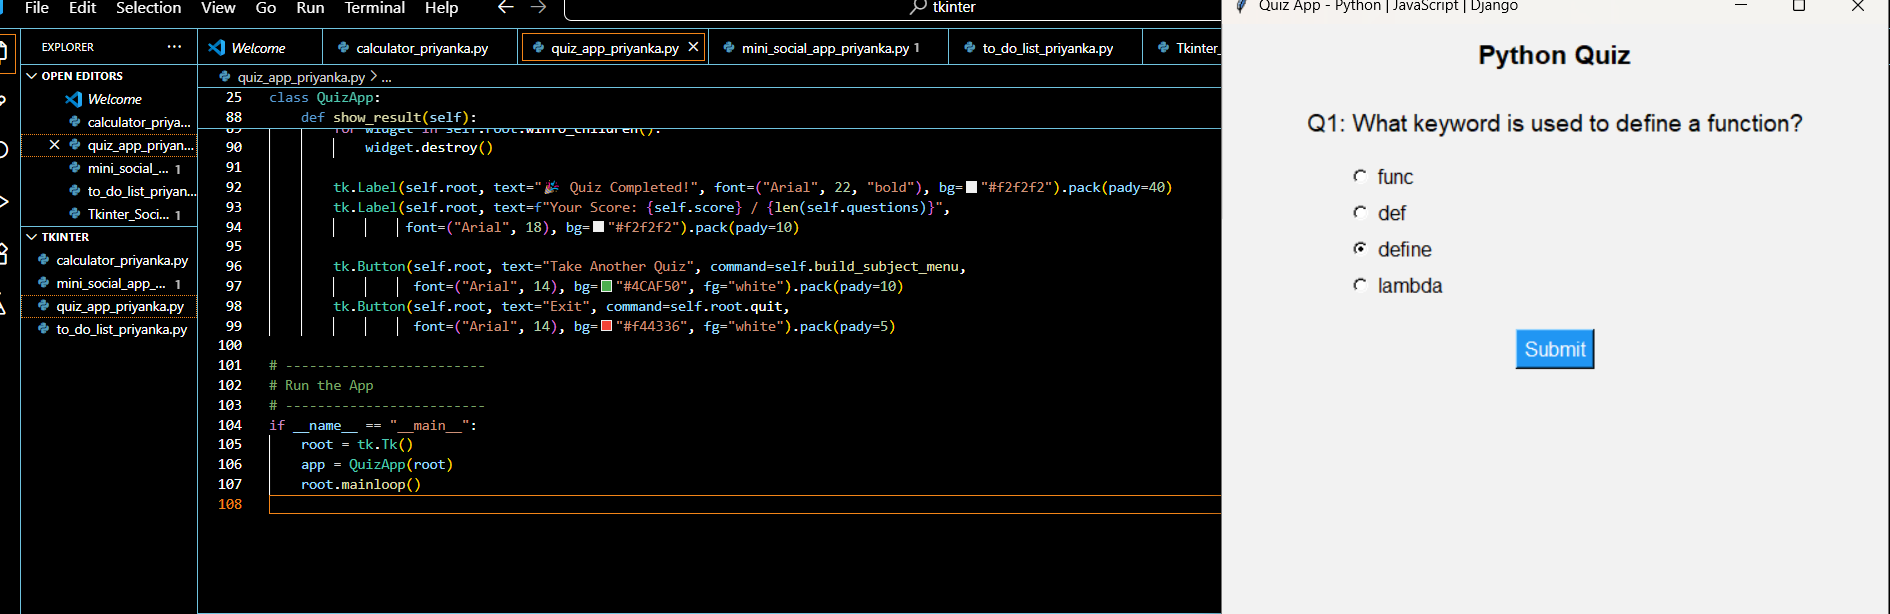 File Edit Selection View Go Run Terminal Help
tkinter
EXPLORER ...
OPEN EDITORS
Welcome
calculator_priya...
quiz_app_priyan...
mini_social_... 1
to_do_list_priyan...
Tkinter_Soci... 1
TKINTER
calculator_priyanka.py
mini_social_app_... 1
quiz_app_priyanka.py
to_do_list_priyanka.py
Welcome calculator_priyanka.py quiz_app_priyanka.py mini_social_app_priyanka.py 1 to_do_list_priyanka.py Tkinter_
quiz_app_priyanka.py > ...
25 class QuizApp:
88 def show_result(self):
89 for widget in self.root.winfo_children():
90 widget.destroy()
91
92 tk.Label(self.root, text="🎉 Quiz Completed!", font=("Arial", 22, "bold"), bg="#f2f2f2").pack(pady=40)
93 tk.Label(self.root, text=f"Your Score: {self.score} / {len(self.questions)}",
94 font=("Arial", 18), bg="#f2f2f2").pack(pady=10)
95
96 tk.Button(self.root, text="Take Another Quiz", command=self.build_subject_menu,
97 font=("Arial", 14), bg="#4CAF50", fg="white").pack(pady=10)
98 tk.Button(self.root, text="Exit", command=self.root.quit,
99 font=("Arial", 14), bg="#f44336", fg="white").pack(pady=5)
100
101 # -------------------------
102 # Run the App
103 # -------------------------
104 if __name__ == "__main__":
105 root = tk.Tk()
106 app = QuizApp(root)
107 root.mainloop()
108
Quiz App - Python | JavaScript | Django
Python Quiz
Q1: What keyword is used to define a function?
func
def
define
lambda
Submit